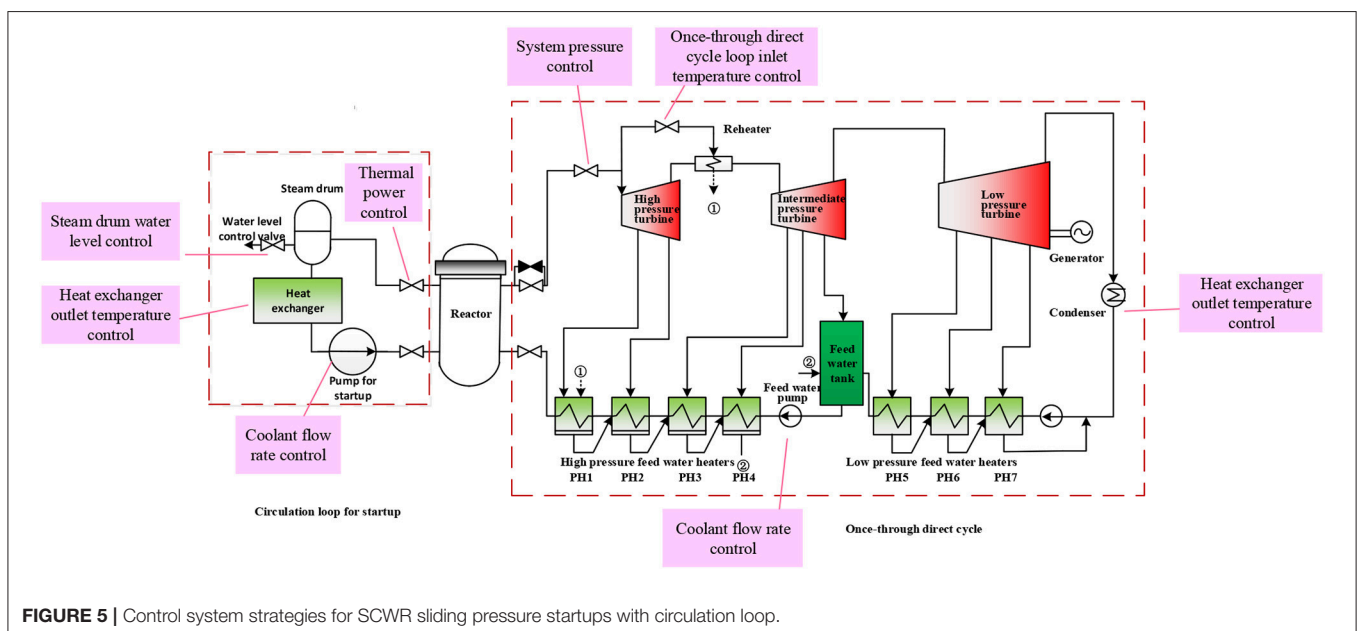 Once-through direct
cycle loop inlet
temperature control
System pressure
control
Reheater
Steam drum
Thermal
power
control
①
High
pressure
turbine
Intermediate
pressure
turbine
Low
pressure
turbine
Steam drum water
level control
Water level
control valve
Generator
Heat exchanger
outlet temperature
control
Heat
exchanger
Reactor
Condenser
Heat exchanger
outlet temperature
control
Feed
water
tank
②
①
Pump for
startup
Feed water
pump
Coolant flow
rate control
High pressure feed water heaters
②
PH1 PH2 PH3 PH4
Low pressure feed water heaters
PH5 PH6 PH7
Circulation loop for startup
Coolant flow rate
control
Once-through direct cycle
FIGURE 5 | Control system strategies for SCWR sliding pressure startups with circulation loop.